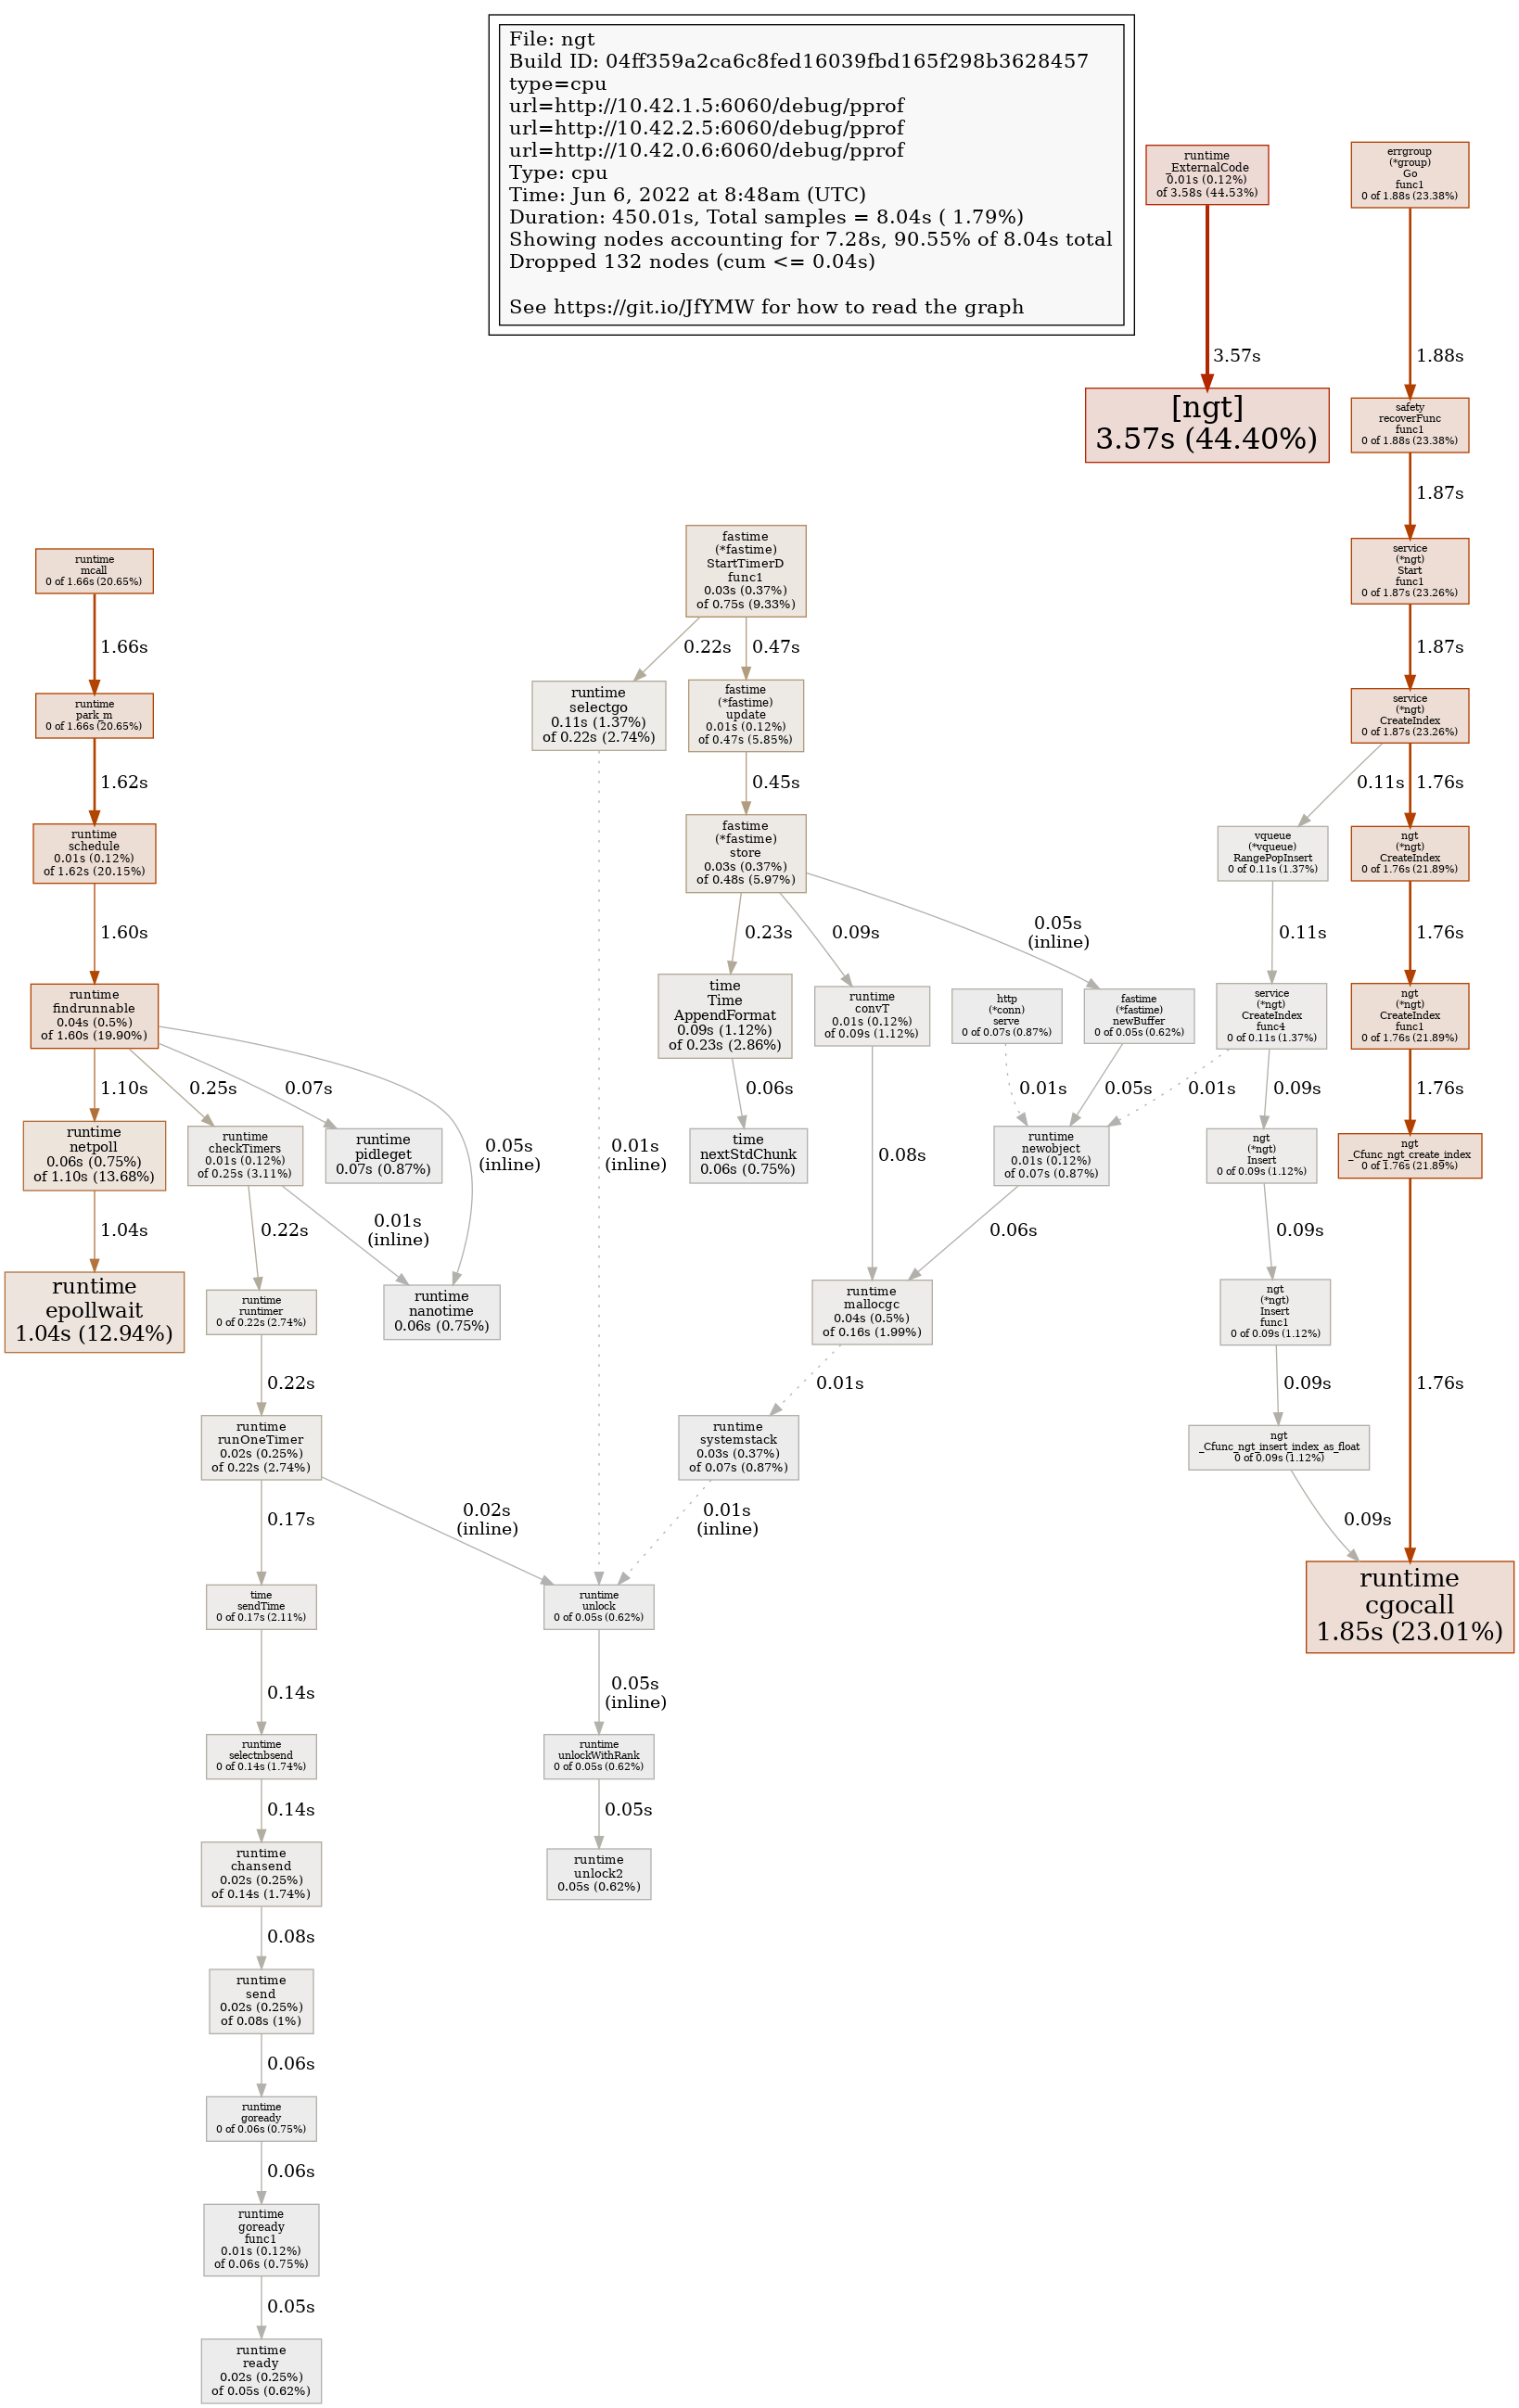 File: ngt
Build ID: 04ff359a2ca6c8fed16039fbd165f298b3628457
type=cpu
url=http://10.42.1.5:6060/debug/pprof
url=http://10.42.2.5:6060/debug/pprof
url=http://10.42.0.6:6060/debug/pprof
Type: cpu
Time: Jun 6, 2022 at 8:48am (UTC)
Duration: 450.01s, Total samples = 8.04s ( 1.79%)
Showing nodes accounting for 7.28s, 90.55% of 8.04s total
Dropped 132 nodes (cum <= 0.04s)
See https://git.io/JfYMW for how to read the graph
runtime
_ExternalCode
0.01s (0.12%)
of 3.58s (44.53%)
errgroup
(*group)
Go
func1
0 of 1.88s (23.38%)
3.57s
1.88s
[ngt]
3.57s (44.40%)
safety
recoverFunc
func1
0 of 1.88s (23.38%)
1.87s
runtime
mcall
0 of 1.66s (20.65%)
fastime
(*fastime)
StartTimerD
func1
0.03s (0.37%)
of 0.75s (9.33%)
service
(*ngt)
Start
func1
0 of 1.87s (23.26%)
1.66s
0.22s
0.47s
1.87s
runtime
park_m
0 of 1.66s (20.65%)
runtime
selectgo
0.11s (1.37%)
of 0.22s (2.74%)
fastime
(*fastime)
update
0.01s (0.12%)
of 0.47s (5.85%)
service
(*ngt)
CreateIndex
0 of 1.87s (23.26%)
1.62s
0.45s
0.11s
1.76s
runtime
schedule
0.01s (0.12%)
of 1.62s (20.15%)
fastime
(*fastime)
store
0.03s (0.37%)
of 0.48s (5.97%)
vqueue
(*vqueue)
RangePopInsert
0 of 0.11s (1.37%)
ngt
(*ngt)
CreateIndex
0 of 1.76s (21.89%)
1.60s
0.23s
0.09s
0.05s
(inline)
0.11s
1.76s
runtime
findrunnable
0.04s (0.5%)
of 1.60s (19.90%)
time
Time
AppendFormat
0.09s (1.12%)
of 0.23s (2.86%)
runtime
convT
0.01s (0.12%)
of 0.09s (1.12%)
http
(*conn)
serve
0 of 0.07s (0.87%)
fastime
(*fastime)
newBuffer
0 of 0.05s (0.62%)
service
(*ngt)
CreateIndex
func4
0 of 0.11s (1.37%)
ngt
(*ngt)
CreateIndex
func1
0 of 1.76s (21.89%)
1.10s
0.25s
0.07s
0.05s
(inline)
0.01s
(inline)
0.06s
0.08s
0.01s
0.05s
0.01s
0.09s
1.76s
runtime
netpoll
0.06s (0.75%)
of 1.10s (13.68%)
runtime
checkTimers
0.01s (0.12%)
of 0.25s (3.11%)
runtime
pidleget
0.07s (0.87%)
time
nextStdChunk
0.06s (0.75%)
runtime
newobject
0.01s (0.12%)
of 0.07s (0.87%)
ngt
(*ngt)
Insert
0 of 0.09s (1.12%)
ngt
_Cfunc_ngt_create_index
0 of 1.76s (21.89%)
1.04s
0.22s
0.01s
(inline)
0.06s
0.09s
1.76s
runtime
epollwait
1.04s (12.94%)
runtime
runtimer
0 of 0.22s (2.74%)
runtime
nanotime
0.06s (0.75%)
runtime
mallocgc
0.04s (0.5%)
of 0.16s (1.99%)
ngt
(*ngt)
Insert
func1
0 of 0.09s (1.12%)
0.22s
0.01s
0.09s
runtime
runOneTimer
0.02s (0.25%)
of 0.22s (2.74%)
runtime
systemstack
0.03s (0.37%)
of 0.07s (0.87%)
ngt
_Cfunc_ngt_insert_index_as_float
0 of 0.09s (1.12%)
0.17s
0.02s
(inline)
0.01s
(inline)
0.09s
time
sendTime
0 of 0.17s (2.11%)
runtime
unlock
0 of 0.05s (0.62%)
runtime
cgocall
1.85s (23.01%)
0.14s
0.05s
(inline)
runtime
selectnbsend
0 of 0.14s (1.74%)
runtime
unlockWithRank
0 of 0.05s (0.62%)
0.14s
0.05s
runtime
chansend
0.02s (0.25%)
of 0.14s (1.74%)
runtime
unlock2
0.05s (0.62%)
0.08s
runtime
send
0.02s (0.25%)
of 0.08s (1%)
0.06s
runtime
goready
0 of 0.06s (0.75%)
0.06s
runtime
goready
func1
0.01s (0.12%)
of 0.06s (0.75%)
0.05s
runtime
ready
0.02s (0.25%)
of 0.05s (0.62%)